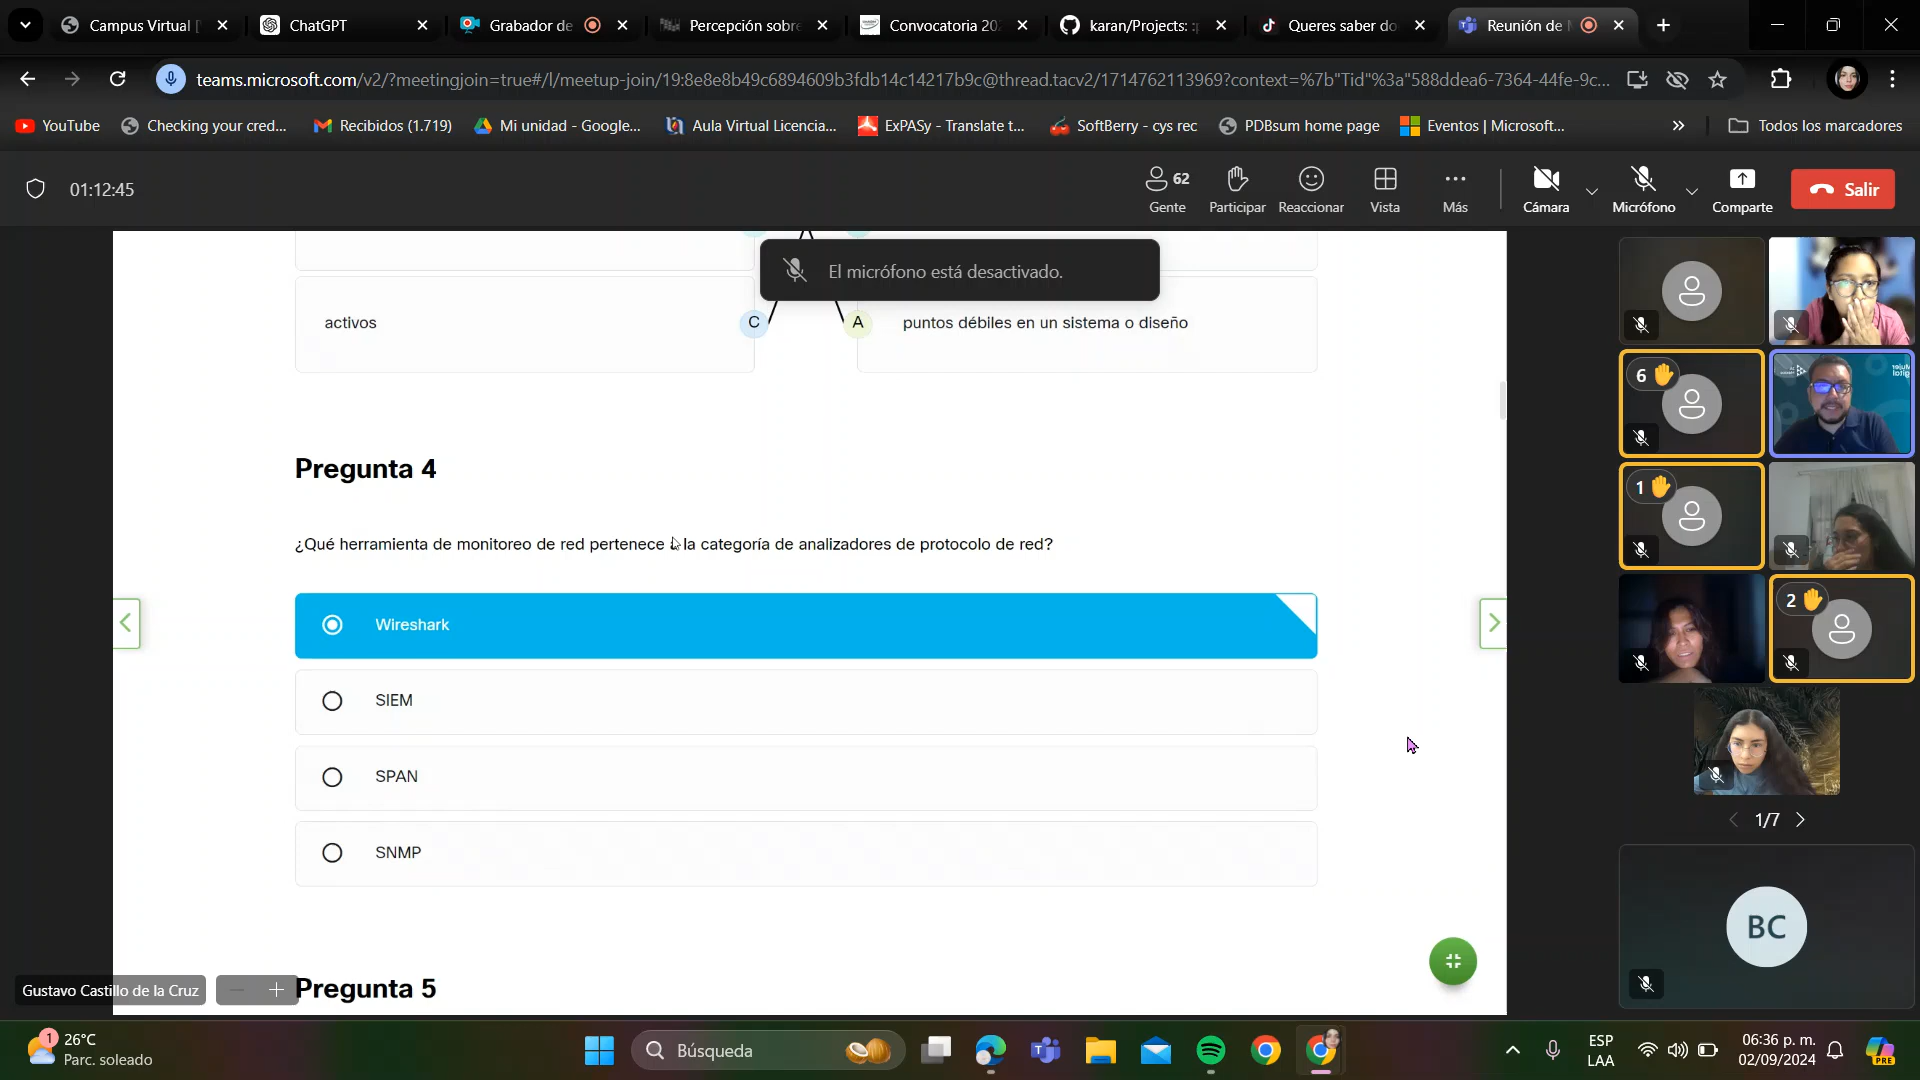 Campus Virtual [
ChatGPT
Grabador de
Percepción sobre
Convocatoria 202
karan/Projects: :p
Queres saber do
Reunión de
teams.microsoft.com/v2/?meetingjoin=true#/l/meetup-join/19:8e8e8b49c6894609b3fdb14c14217b9c@thread.tacv2/1714762113969?context=%7b"Tid"%3a"588ddea6-7364-44fe-9c...
YouTube
Checking your cred...
Recibidos (1.719)
Mi unidad - Google...
Aula Virtual Licencia...
ExPASy - Translate t...
SoftBerry - cys rec
PDBsum home page
Eventos | Microsoft...
»
Todos los marcadores
01:12:45
62
Gente
Participar
Reaccionar
Vista
Más
Cámara
Micrófono
Comparte
Salir
El micrófono está desactivado.
activos
C
A
puntos débiles en un sistema o diseño
Pregunta 4
¿Qué herramienta de monitoreo de red pertenece a la categoría de analizadores de protocolo de red?
Wireshark
SIEM
SPAN
SNMP
Pregunta 5
Gustavo Castillo de la Cruz
6
1
2
1/7
BC
1
26°C
Parc. soleado
Búsqueda
ESP
LAA
06:36 p. m.
02/09/2024
PRE